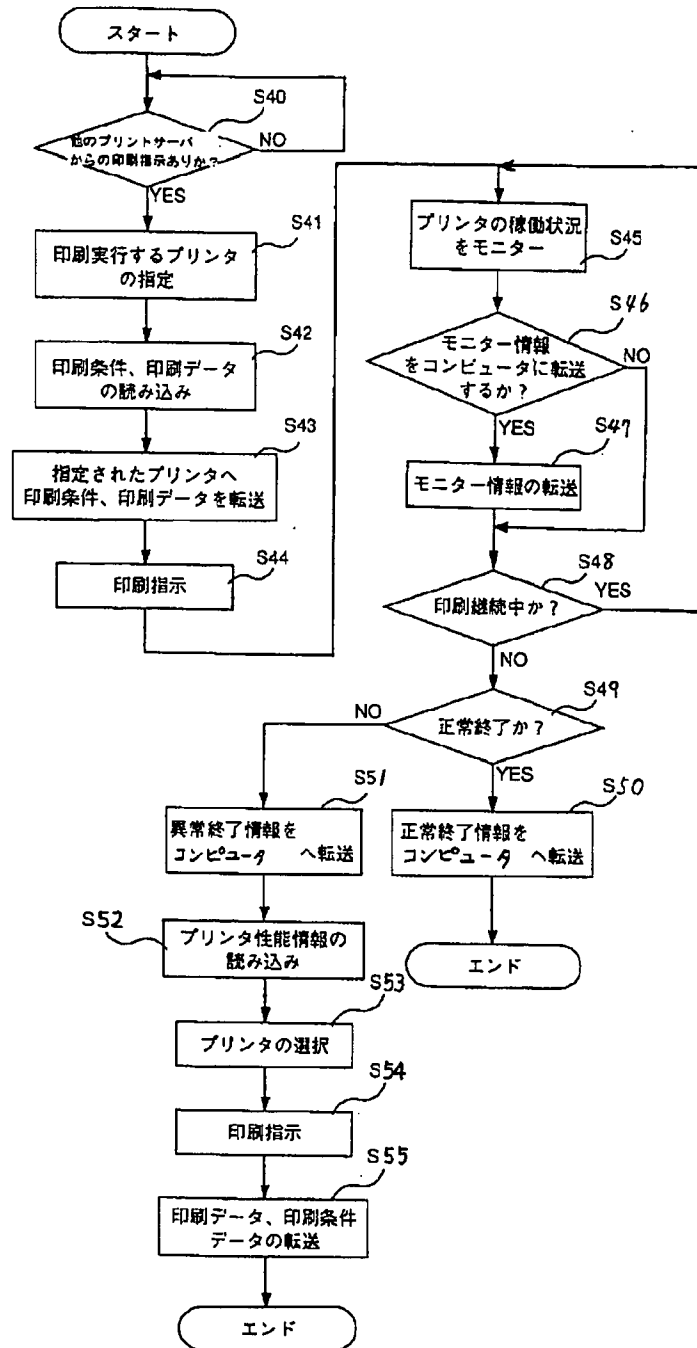 スタート
S40
他のプリントサーバ
からの印刷指示ありか？
NO
YES
S41
印刷実行するプリンタ
の指定
S42
印刷条件、印刷データ
の読み込み
S43
指定されたプリンタへ
印刷条件、印刷データを転送
S44
印刷指示
プリンタの稼働状況
をモニター
S45
S46
モニター情報
をコンピュータに転送
するか？
NO
YES
S47
モニター情報の転送
S48
印刷継続中か？
YES
NO
S49
正常終了か？
NO
YES
S51
異常終了情報を
コンピュータ へ転送
S50
正常終了情報を
コンピュータ へ転送
エンド
S52
プリンタ性能情報の
読み込み
S53
プリンタの選択
S54
印刷指示
S55
印刷データ、印刷条件
データの転送
エンド